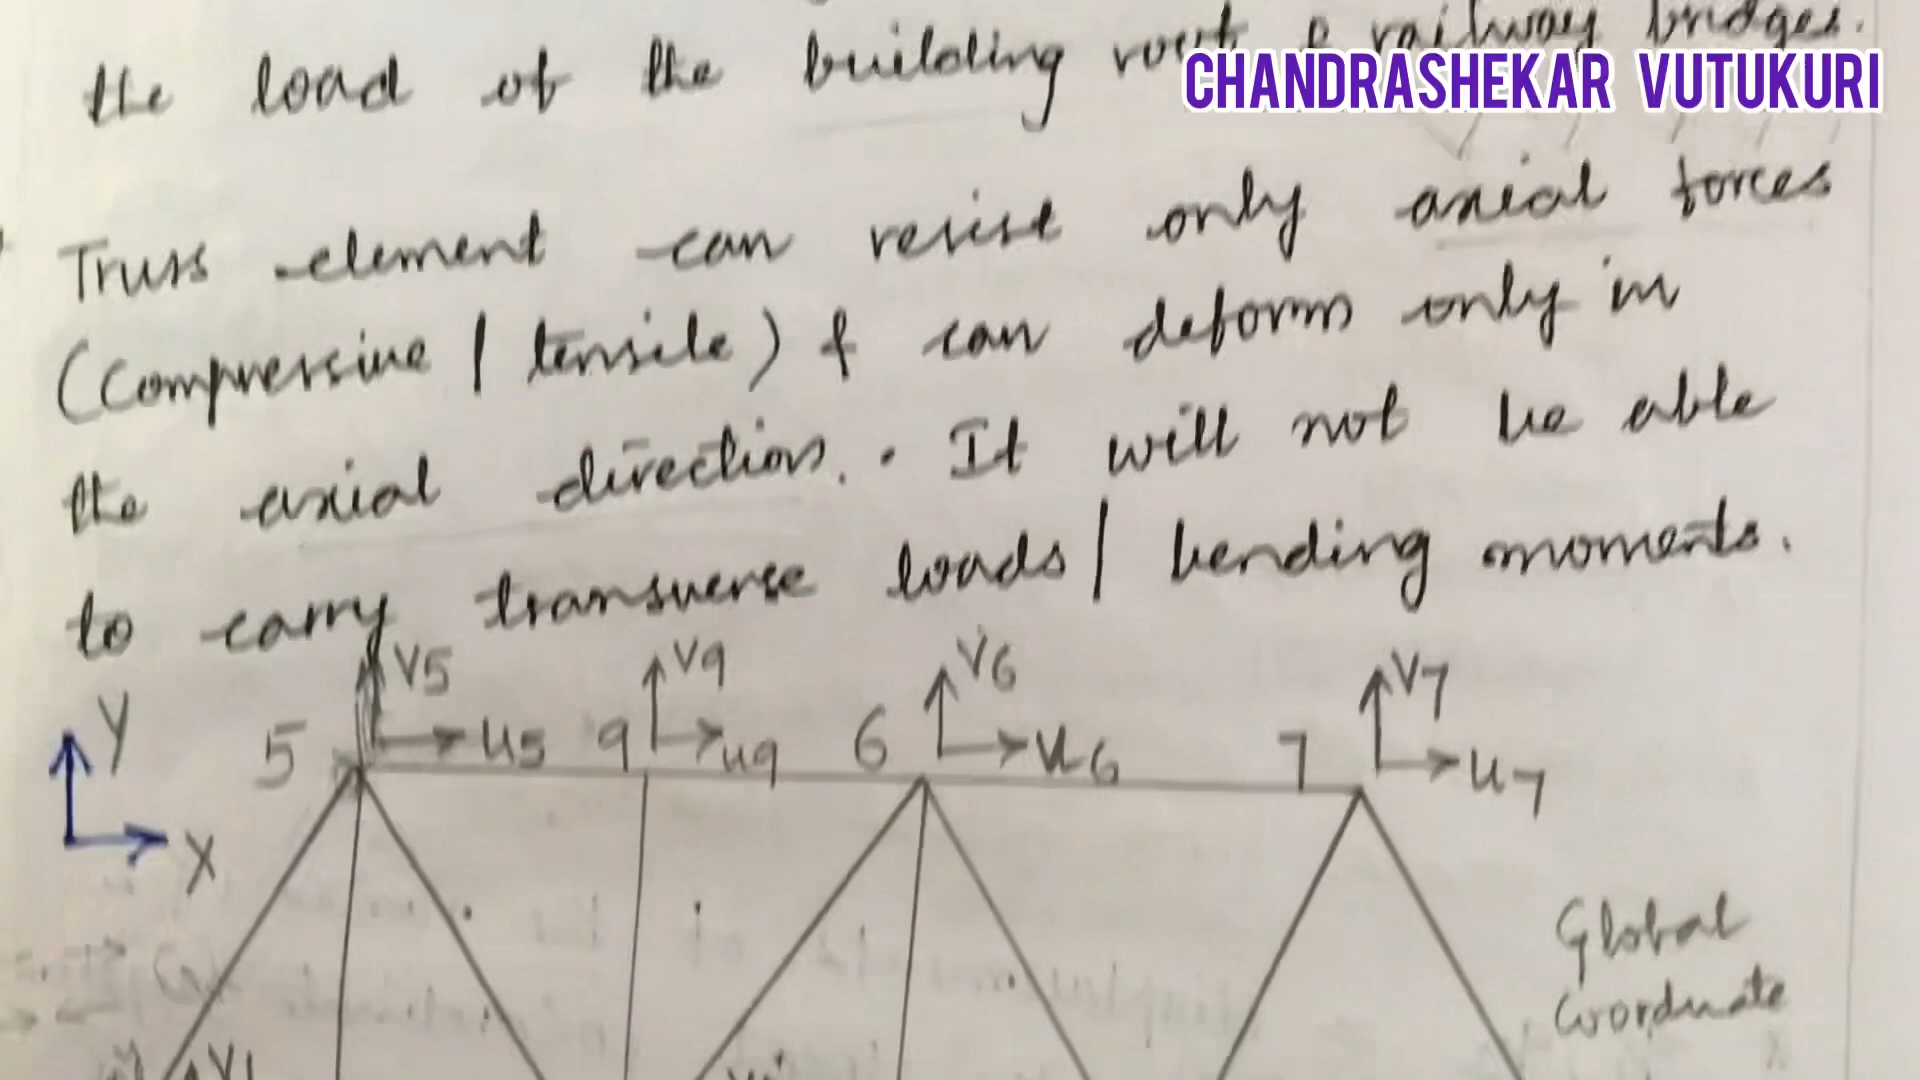 the load of the building roof & railway bridges.
CHANDRASHEKAR VUTUKURI
Truss element can resist only axial forces
(compressive / tensile) & can deform only in
the axial direction. It will not be able
to carry transverse loads / bending moments.
V5 V9 V6 V7
Y 5 u5 9 u9 6 u6 7 u7
X
Global
Coordinate
V1